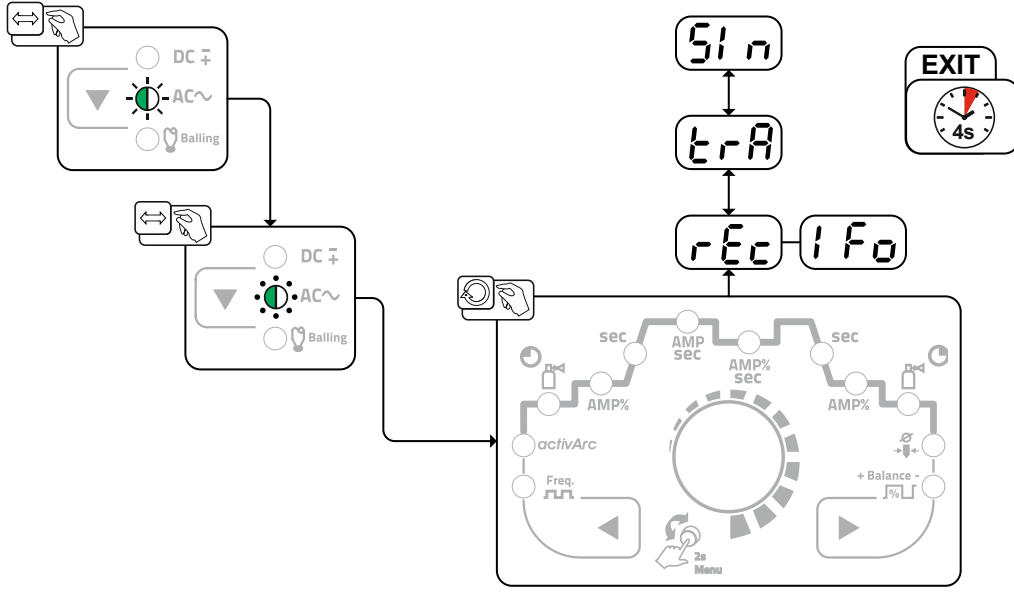 DC
AC
Balling
DC
AC
Balling
SIn
trA
rEc
IFo
EXIT
4s
sec
AMP
sec
AMP%
sec
sec
AMP%
AMP%
activArc
Freq.
+ Balance -
%
2s
Menu